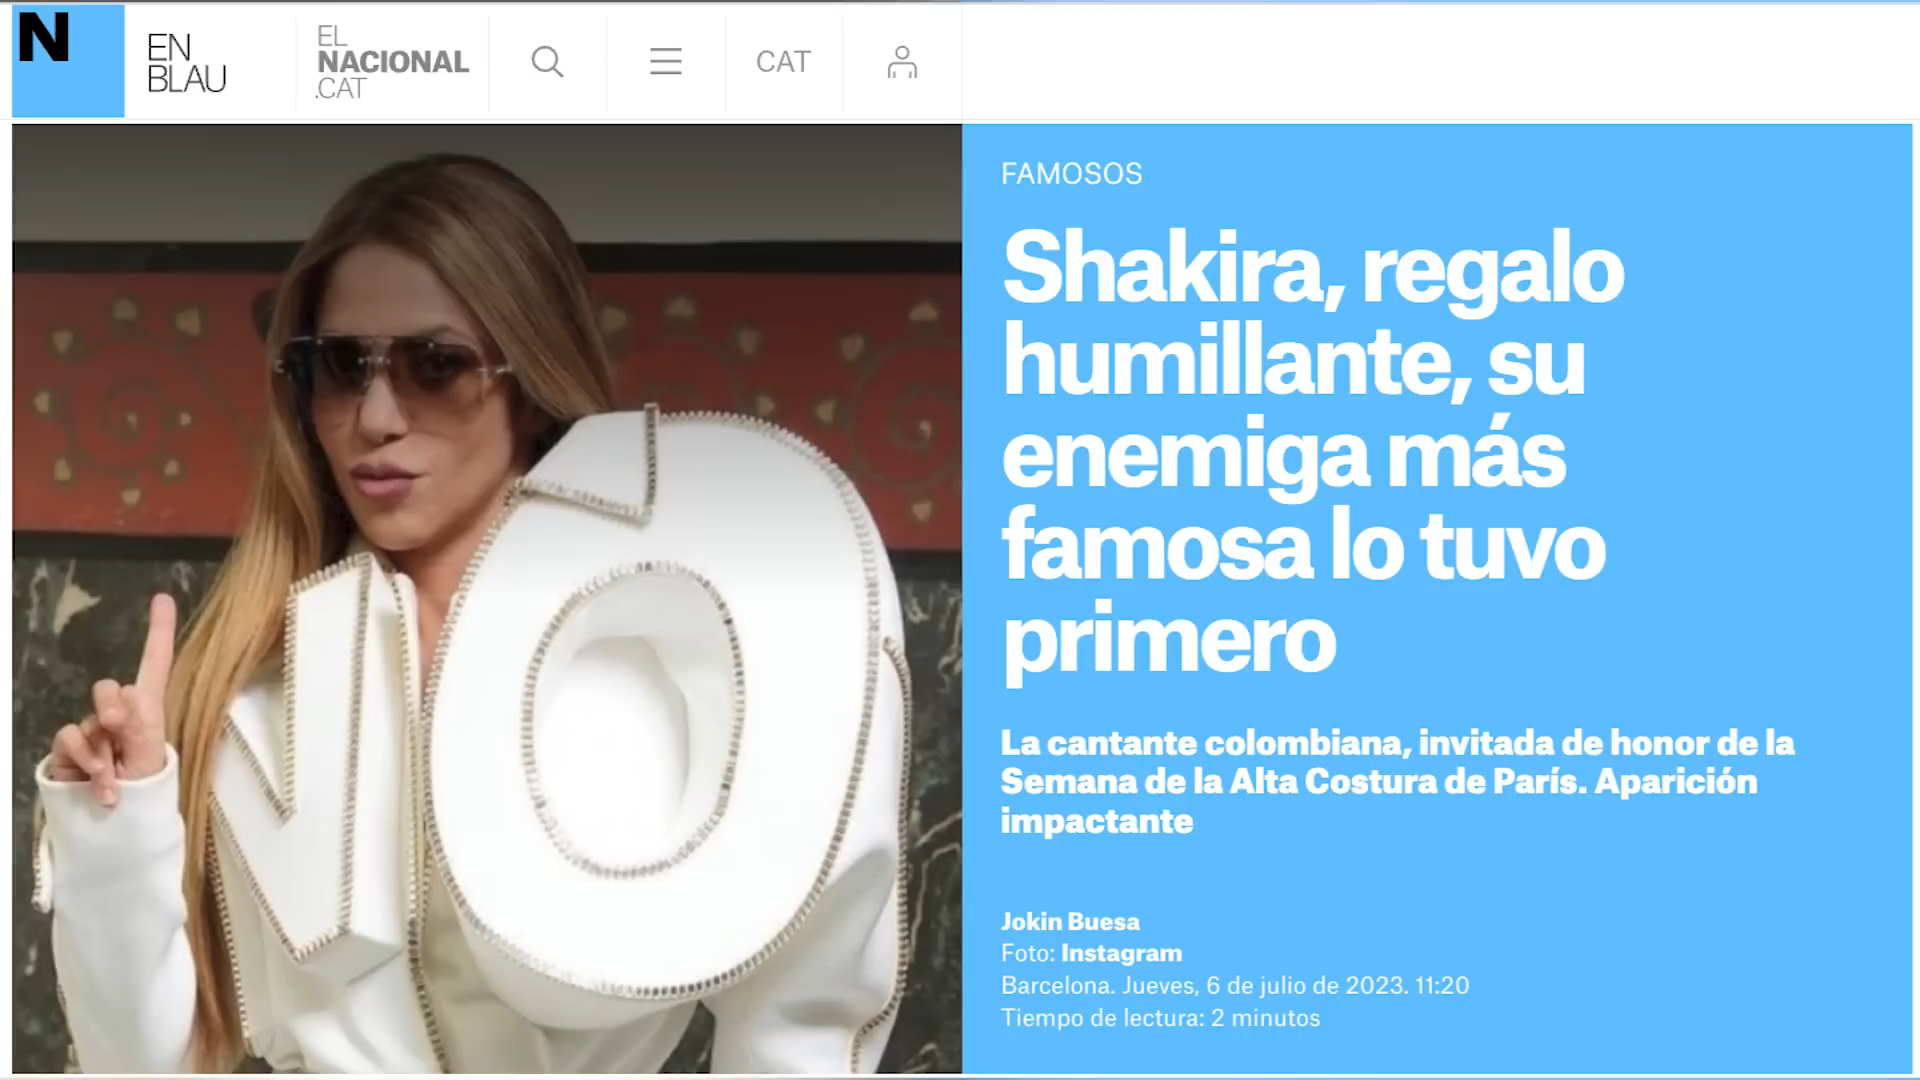 N
EN
BLAU
EL
NACIONAL
.CAT
CAT
NO
FAMOSOS
Shakira, regalo
humillante, su
enemiga más
famosa lo tuvo
primero
La cantante colombiana, invitada de honor de la
Semana de la Alta Costura de París. Aparición
impactante
Jokin Buesa
Foto: Instagram
Barcelona. Jueves, 6 de julio de 2023. 11:20
Tiempo de lectura: 2 minutos